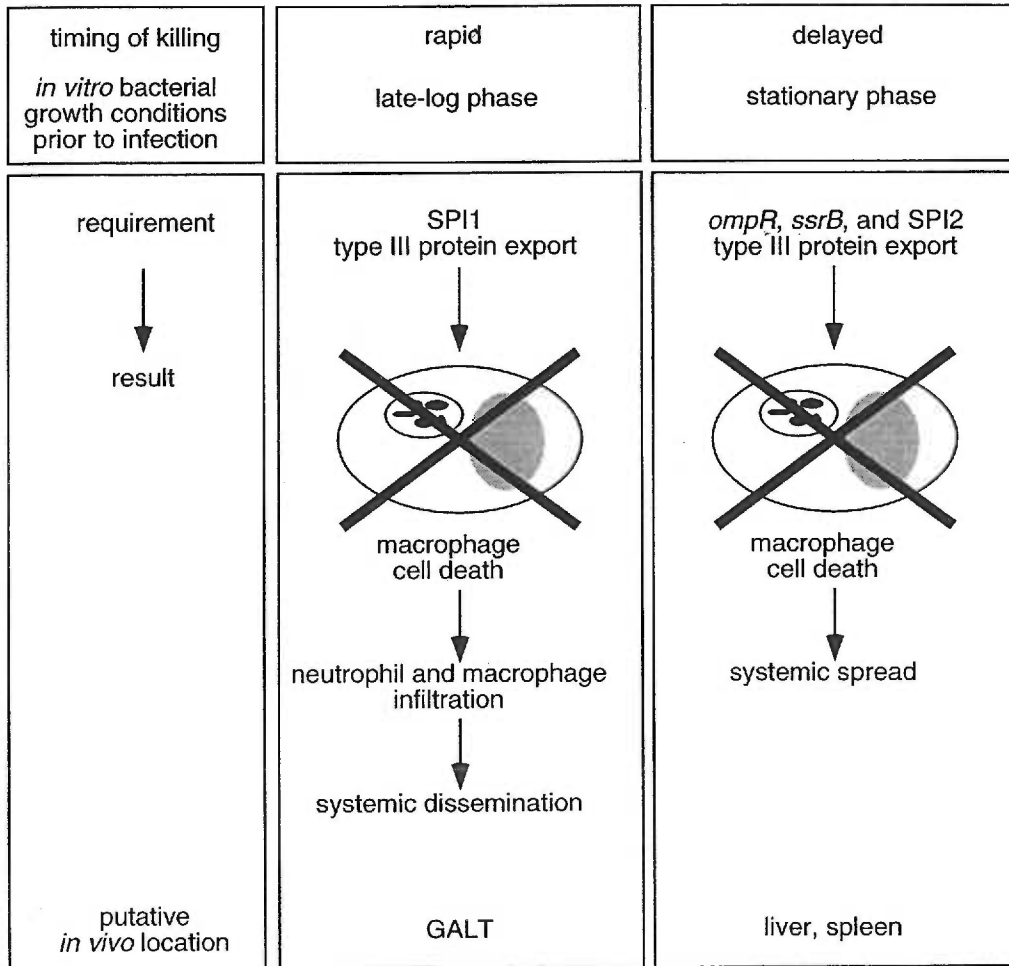 timing of killing
in vitro bacterial
growth conditions
prior to infection
rapid
late-log phase
delayed
stationary phase
requirement
result
putative
in vivo location
SPI1
type III protein export
macrophage
cell death
neutrophil and macrophage
infiltration
systemic dissemination
GALT
ompR, ssrB, and SPI2
type III protein export
macrophage
cell death
systemic spread
liver, spleen